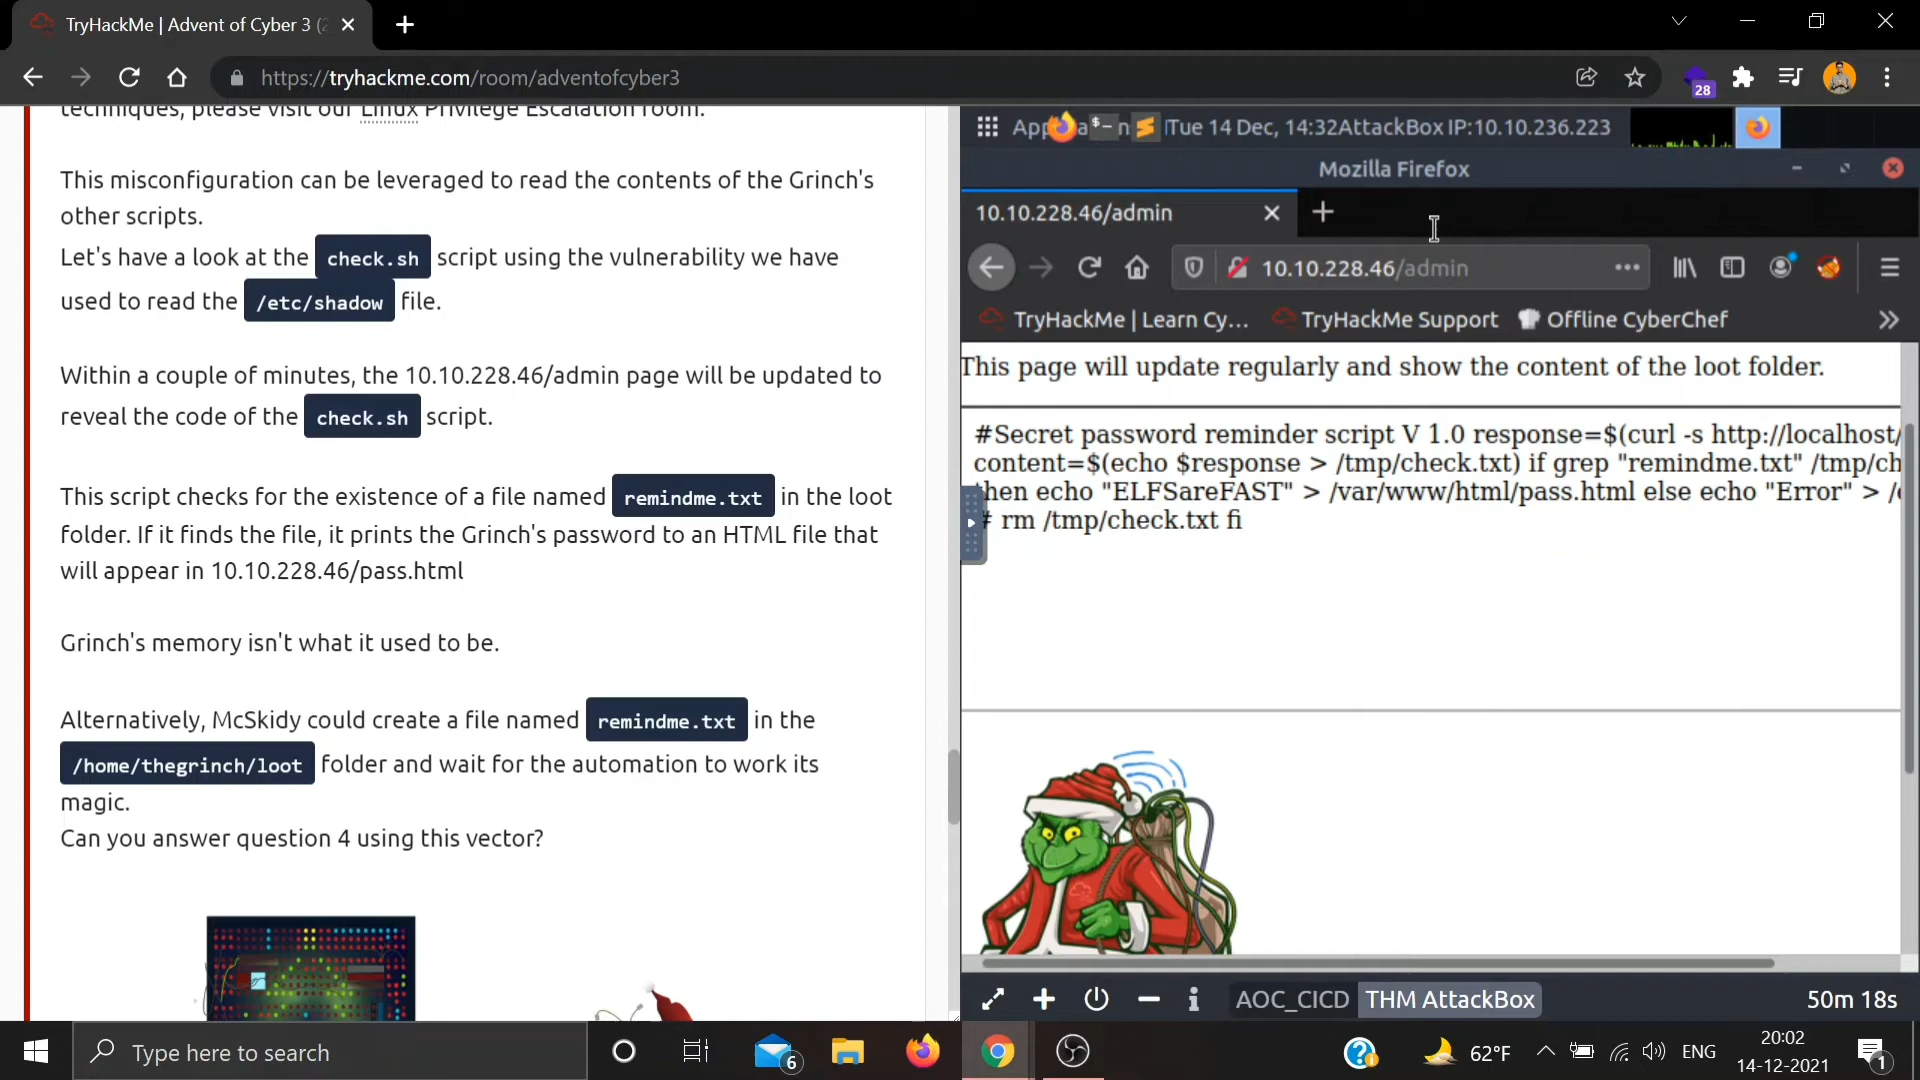 TryHackMe | Advent of Cyber 3 (
https://tryhackme.com/room/adventofcyber3
28
techniques, please visit our Linux Privilege Escalation room.
This misconfiguration can be leveraged to read the contents of the Grinch's
other scripts.
Let's have a look at the check.sh script using the vulnerability we have
used to read the /etc/shadow file.
Within a couple of minutes, the 10.10.228.46/admin page will be updated to
reveal the code of the check.sh script.
This script checks for the existence of a file named remindme.txt in the loot
folder. If it finds the file, it prints the Grinch's password to an HTML file that
will appear in 10.10.228.46/pass.html
Grinch's memory isn't what it used to be.
Alternatively, McSkidy could create a file named remindme.txt in the
/home/thegrinch/loot folder and wait for the automation to work its
magic.
Can you answer question 4 using this vector?
Tue 14 Dec, 14:32 AttackBox IP:10.10.236.223
Mozilla Firefox
10.10.228.46/admin
10.10.228.46/admin
TryHackMe | Learn Cy... TryHackMe Support Offline CyberChef
This page will update regularly and show the content of the loot folder.
#Secret password reminder script V 1.0 response=$(curl -s http://localhost/
content=$(echo $response > /tmp/check.txt) if grep "remindme.txt" /tmp/ch
then echo "ELFSareFAST" > /var/www/html/pass.html else echo "Error" > /
# rm /tmp/check.txt fi
AOC_CICD THM AttackBox 50m 18s
Type here to search
6
62°F
ENG
20:02
14-12-2021
1